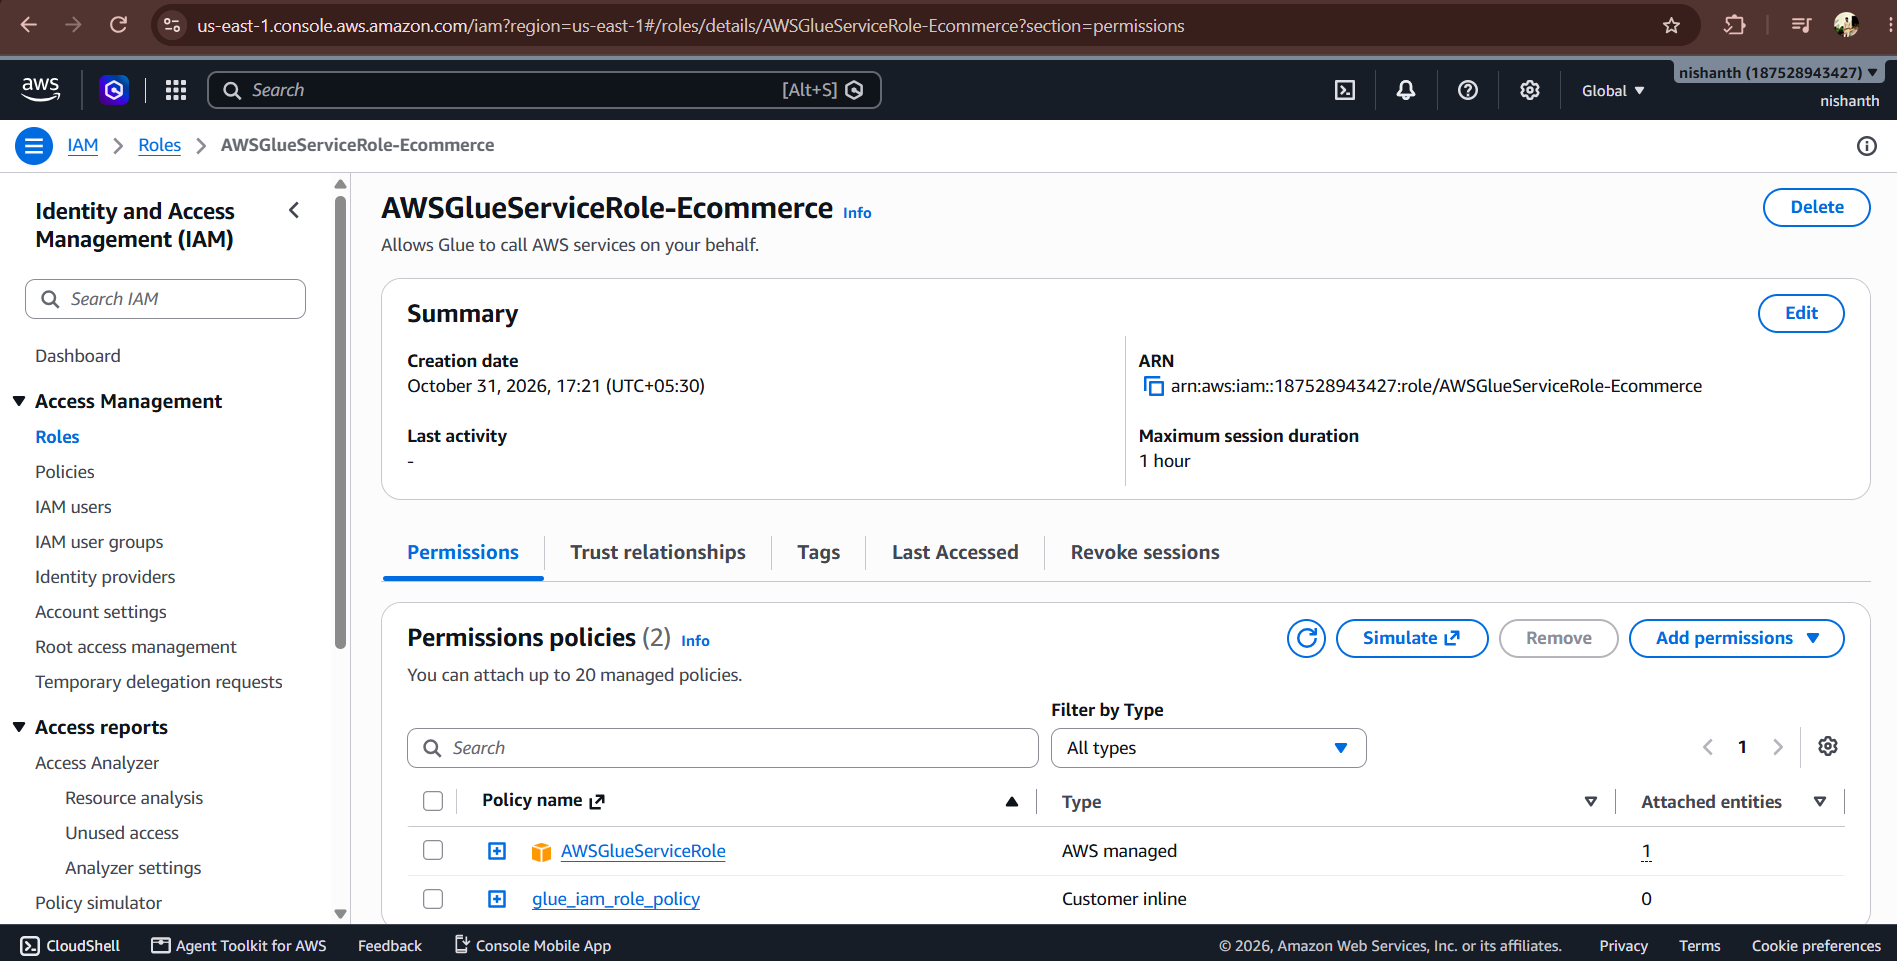 us-east-1.console.aws.amazon.com/iam?region=us-east-1#/roles/details/AWSGlueServiceRole-Ecommerce?section=permissions
aws
Search
[Alt+S]
Global
nishanth (187528943427)
nishanth
IAM
Roles
AWSGlueServiceRole-Ecommerce
Identity and Access
Management (IAM)
Search IAM
Dashboard
Access Management
Roles
Policies
IAM users
IAM user groups
Identity providers
Account settings
Root access management
Temporary delegation requests
Access reports
Access Analyzer
Resource analysis
Unused access
Analyzer settings
Policy simulator
AWSGlueServiceRole-Ecommerce Info
Delete
Allows Glue to call AWS services on your behalf.
Summary
Edit
Creation date
October 31, 2026, 17:21 (UTC+05:30)
ARN
arn:aws:iam::187528943427:role/AWSGlueServiceRole-Ecommerce
Last activity
-
Maximum session duration
1 hour
Permissions
Trust relationships
Tags
Last Accessed
Revoke sessions
Permissions policies (2) Info
Simulate
Remove
Add permissions
You can attach up to 20 managed policies.
Filter by Type
Search
All types
1
Policy name
Type
Attached entities
AWSGlueServiceRole
AWS managed
1
glue_iam_role_policy
Customer inline
0
CloudShell
Agent Toolkit for AWS
Feedback
Console Mobile App
© 2026, Amazon Web Services, Inc. or its affiliates.
Privacy
Terms
Cookie preferences